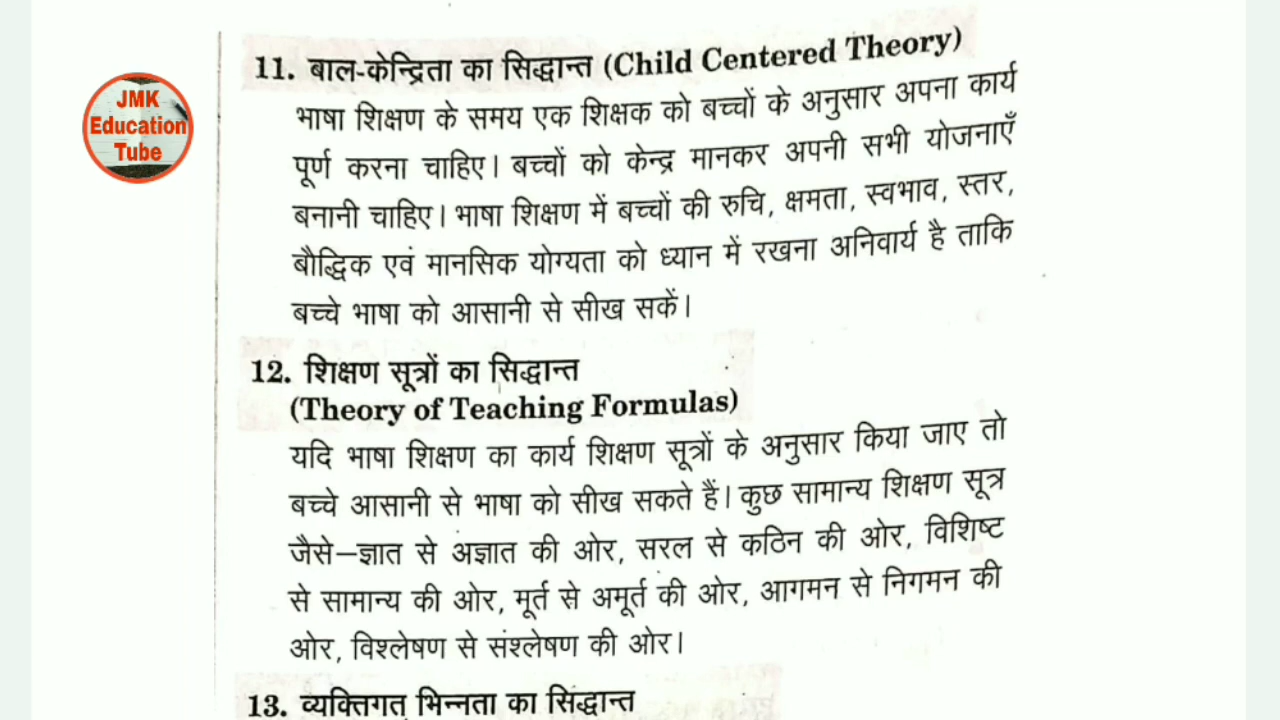 JMK
Education
Tube
11. बाल-केन्द्रिता का सिद्धान्त (Child Centered Theory)
भाषा शिक्षण के समय एक शिक्षक को बच्चों के अनुसार अपना कार्य
पूर्ण करना चाहिए। बच्चों को केन्द्र मानकर अपनी सभी योजनाएँ
बनानी चाहिए। भाषा शिक्षण में बच्चों की रुचि, क्षमता, स्वभाव, स्तर,
बौद्धिक एवं मानसिक योग्यता को ध्यान में रखना अनिवार्य है ताकि
बच्चे भाषा को आसानी से सीख सकें।
12. शिक्षण सूत्रों का सिद्धान्त
(Theory of Teaching Formulas)
यदि भाषा शिक्षण का कार्य शिक्षण सूत्रों के अनुसार किया जाए तो
बच्चे आसानी से भाषा को सीख सकते हैं। कुछ सामान्य शिक्षण सूत्र
जैसे—ज्ञात से अज्ञात की ओर, सरल से कठिन की ओर, विशिष्ट
से सामान्य की ओर, मूर्त से अमूर्त की ओर, आगमन से निगमन की
ओर, विश्लेषण से संश्लेषण की ओर।
13. व्यक्तिगत् भिन्नता का सिद्धान्त